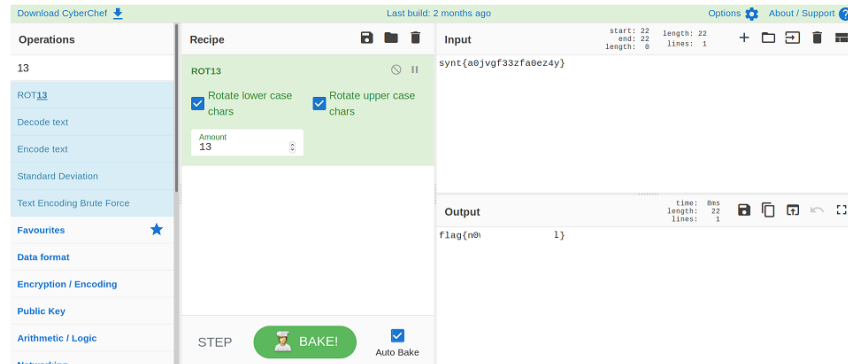 Download CyberChef
Last build: 2 months ago
Options
About / Support
Operations
13
ROT13
Decode text
Encode text
Standard Deviation
Text Encoding Brute Force
Favourites
Data format
Encryption / Encoding
Public Key
Arithmetic / Logic
Networking
Recipe
ROT13
Rotate lower case chars
Rotate upper case chars
Amount
13
STEP
BAKE!
Auto Bake
Input
start: 22
end: 22
length: 0
length: 22
lines: 1
synt{a0jvgf33zfa0ez4y}
Output
time: 0ms
length: 22
lines: 1
flag{n0 l}